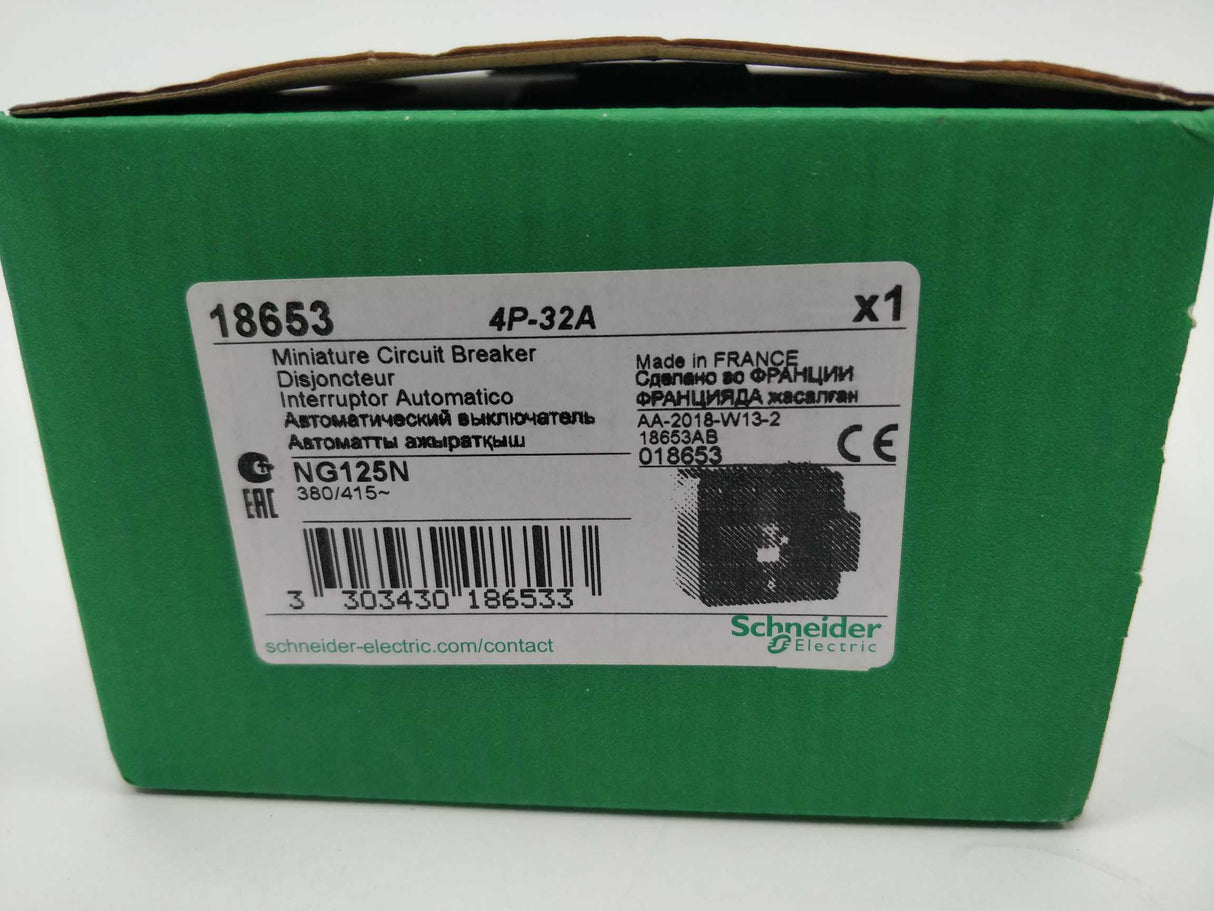 18653 4P-32A x1
Miniature Circuit Breaker
Disjoncteur
Interruptor Automatico
Автоматический выключатель
Автоматты ажыратқыш
Made in FRANCE
Сделано во ФРАНЦИИ
ФРАНЦИЯДА жасалған
AA-2018-W13-2
18653AB
018653
CE
EAC
NG125N
380/415~
3 303430 186533
schneider-electric.com/contact
Schneider
Electric